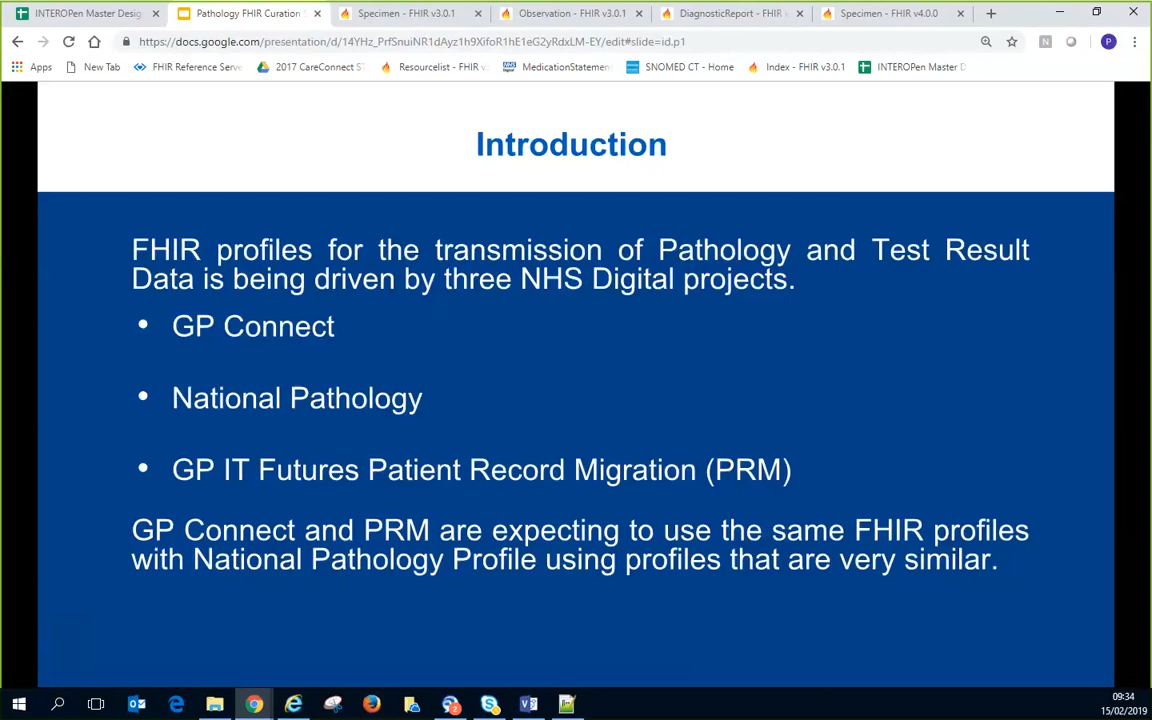 INTEROPen Master Desig
Pathology FHIR Curation
Specimen - FHIR v3.0.1
Observation - FHIR v3.0.1
DiagnosticReport - FHIR v
Specimen - FHIR v4.0.0
https://docs.google.com/presentation/d/14YHz_PrfSnuiNR1dAyz1h9XifoR1hE1eG2yRdxLM-EY/edit#slide=id.p1
N
P
Apps
New Tab
FHIR Reference Serve
2017 CareConnect ST
Resourcelist - FHIR v
NHS
Digital
MedicationStatemen
SNOMED CT - Home
Index - FHIR v3.0.1
INTEROPen Master D
Introduction
FHIR profiles for the transmission of Pathology and Test Result
Data is being driven by three NHS Digital projects.
• GP Connect
• National Pathology
• GP IT Futures Patient Record Migration (PRM)
GP Connect and PRM are expecting to use the same FHIR profiles
with National Pathology Profile using profiles that are very similar.
09:34
15/02/2019